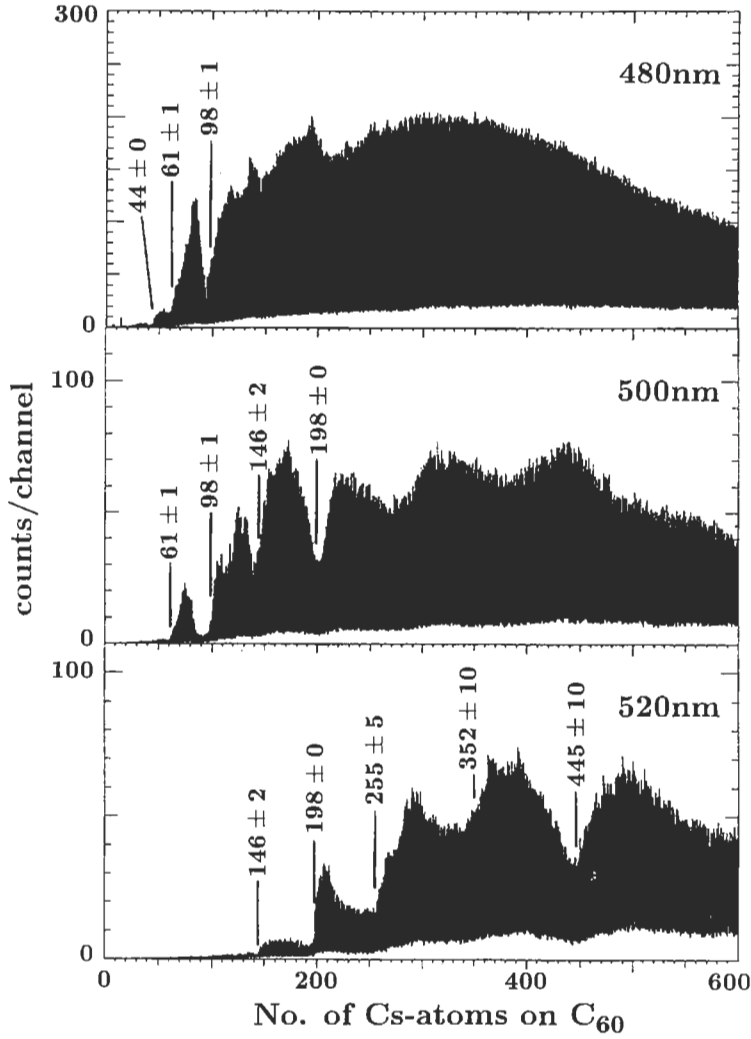 300
480nm
44 ± 0
61 ± 1
98 ± 1
0
100
500nm
61 ± 1
98 ± 1
146 ± 2
198 ± 0
0
100
520nm
146 ± 2
198 ± 0
255 ± 5
352 ± 10
445 ± 10
0
counts/channel
0 200 400 600
No. of Cs-atoms on C60